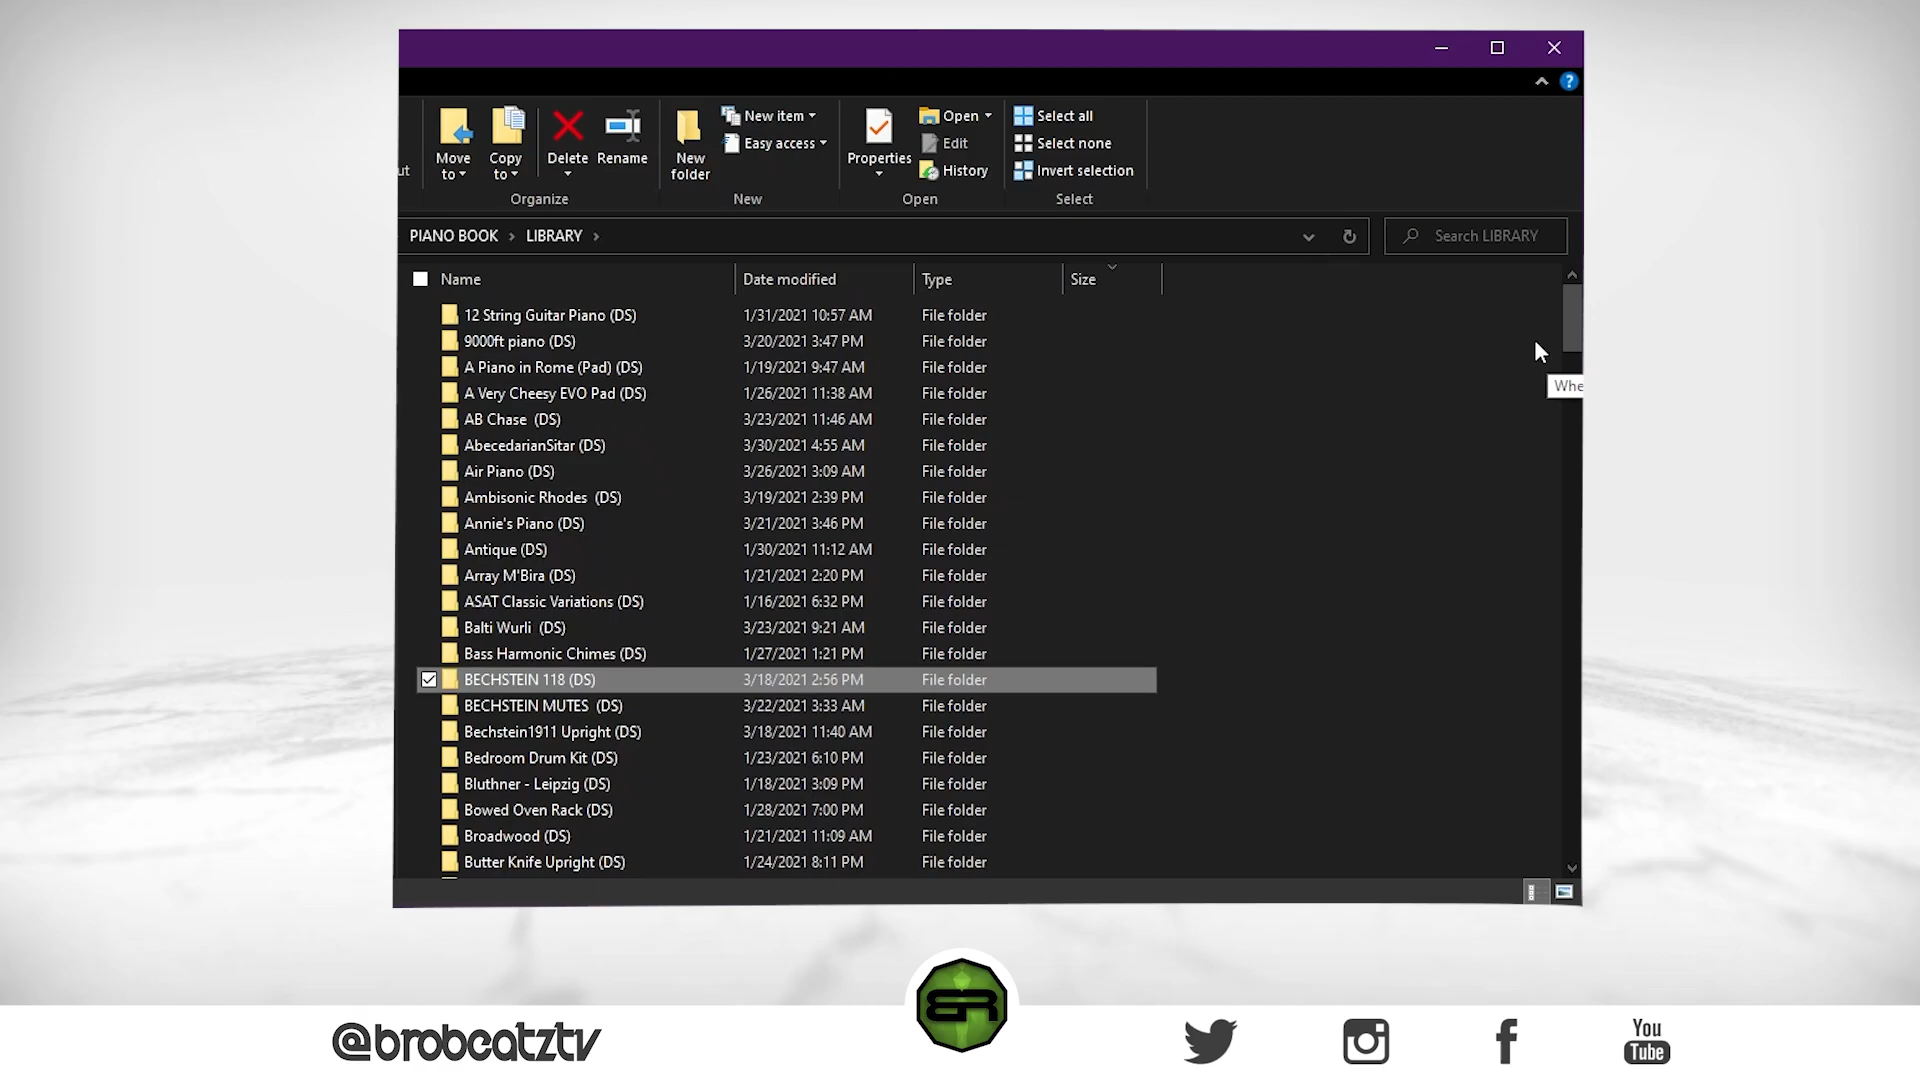 Move to
Copy to
Delete
Rename
New folder
New item
Easy access
Properties
Open
Edit
History
Select all
Select none
Invert selection
ut
Organize
New
Open
Select
PIANO BOOK > LIBRARY >
Search LIBRARY
Name Date modified Type Size
12 String Guitar Piano (DS) 1/31/2021 10:57 AM File folder
9000ft piano (DS) 3/20/2021 3:47 PM File folder
A Piano in Rome (Pad) (DS) 1/19/2021 9:47 AM File folder
A Very Cheesy EVO Pad (DS) 1/26/2021 11:38 AM File folder
AB Chase (DS) 3/23/2021 11:46 AM File folder
AbecedarianSitar (DS) 3/30/2021 4:55 AM File folder
Air Piano (DS) 3/26/2021 3:09 AM File folder
Ambisonic Rhodes (DS) 3/19/2021 2:39 PM File folder
Annie's Piano (DS) 3/21/2021 3:46 PM File folder
Antique (DS) 1/30/2021 11:12 AM File folder
Array M'Bira (DS) 1/21/2021 2:20 PM File folder
ASAT Classic Variations (DS) 1/16/2021 6:32 PM File folder
Balti Wurli (DS) 3/23/2021 9:21 AM File folder
Bass Harmonic Chimes (DS) 1/27/2021 1:21 PM File folder
BECHSTEIN 118 (DS) 3/18/2021 2:56 PM File folder
BECHSTEIN MUTES (DS) 3/22/2021 3:33 AM File folder
Bechstein1911 Upright (DS) 3/18/2021 11:40 AM File folder
Bedroom Drum Kit (DS) 1/23/2021 6:10 PM File folder
Bluthner - Leipzig (DS) 1/18/2021 3:09 PM File folder
Bowed Oven Rack (DS) 1/28/2021 7:00 PM File folder
Broadwood (DS) 1/21/2021 11:09 AM File folder
Butter Knife Upright (DS) 1/24/2021 8:11 PM File folder
Whe
@brobeatztv
BR
You
Tube